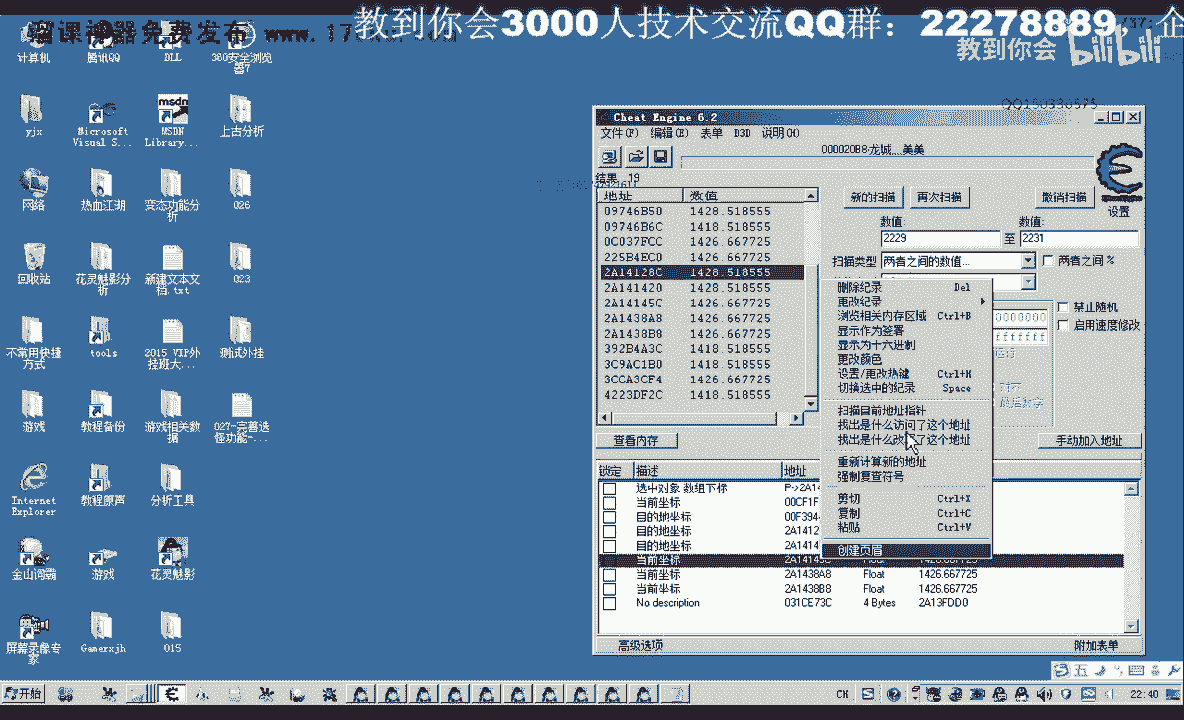 教到你会3000人技术交流QQ群：22278889，企
教到你会 bilibili
计算机
腾讯QQ
DLL
360安全浏览器7
yjx
Microsoft Visual S...
msdn
MSDN Library...
上古分析
网络
热血江湖
变态功能分析
026
回收站
花灵魅影分析
新建文本文档.txt
023
不常用快捷方式
tools
2015 VIP外挂班大...
测试外挂
游戏
教程备份
游戏相关数据
027-完善选怪功能-...
Internet Explorer
教程原声
分析工具
金山词霸
游戏
花灵魅影
屏幕录像专家
Gamerxjh
015
Cheat Engine 6.2
文件(F) 编辑(E) 表单 D3D 说明(H)
000020B8-龙城...美美
结果: 19
设置
地址 数值
09746B50 1428.518555
09746B6C 1418.518555
0C037FCC 1426.667725
225B4EC0 1426.667725
2A14128C 1428.518555
2A141420 1428.518555
2A14145C 1426.667725
2A1438A8 1426.667725
2A1438B8 1426.667725
392B4A3C 1418.518555
3C9AC1B0 1418.518555
3CCA3CF4 1426.667725
4223DF2C 1418.518555
新的扫描 再次扫描 撤消扫描
数值: 数值:
2229 至 2231
扫描类型 两者之间的数值... 两者之间 %
禁止随机
启用速度修改
查看内存
手动加入地址
删除纪录 Del
更改纪录
浏览相关内存区域 Ctrl+B
显示作为签署
显示为十六进制
更改颜色
设置/更改热键 Ctrl+H
切换选中的纪录 Space
扫描目前地址指针
找出是什么访问了这个地址
找出是什么改写了这个地址
重新计算新的地址
强制复查符号
剪切 Ctrl+X
复制 Ctrl+C
粘贴 Ctrl+V
创建页眉
锁定 描述 地址
选中对象 数组下标 P->2A1
当前坐标 00CF1F
目的地坐标 00F394
目的地坐标 2A1412
目的地坐标 2A1414
当前坐标 2A14145C Float 1426.667725
当前坐标 2A1438A8 Float 1426.667725
当前坐标 2A1438B8 Float 1426.667725
No description 031CE73C 4 Bytes 2A13FDD0
高级选项 附加表单
开始
CH
22:40